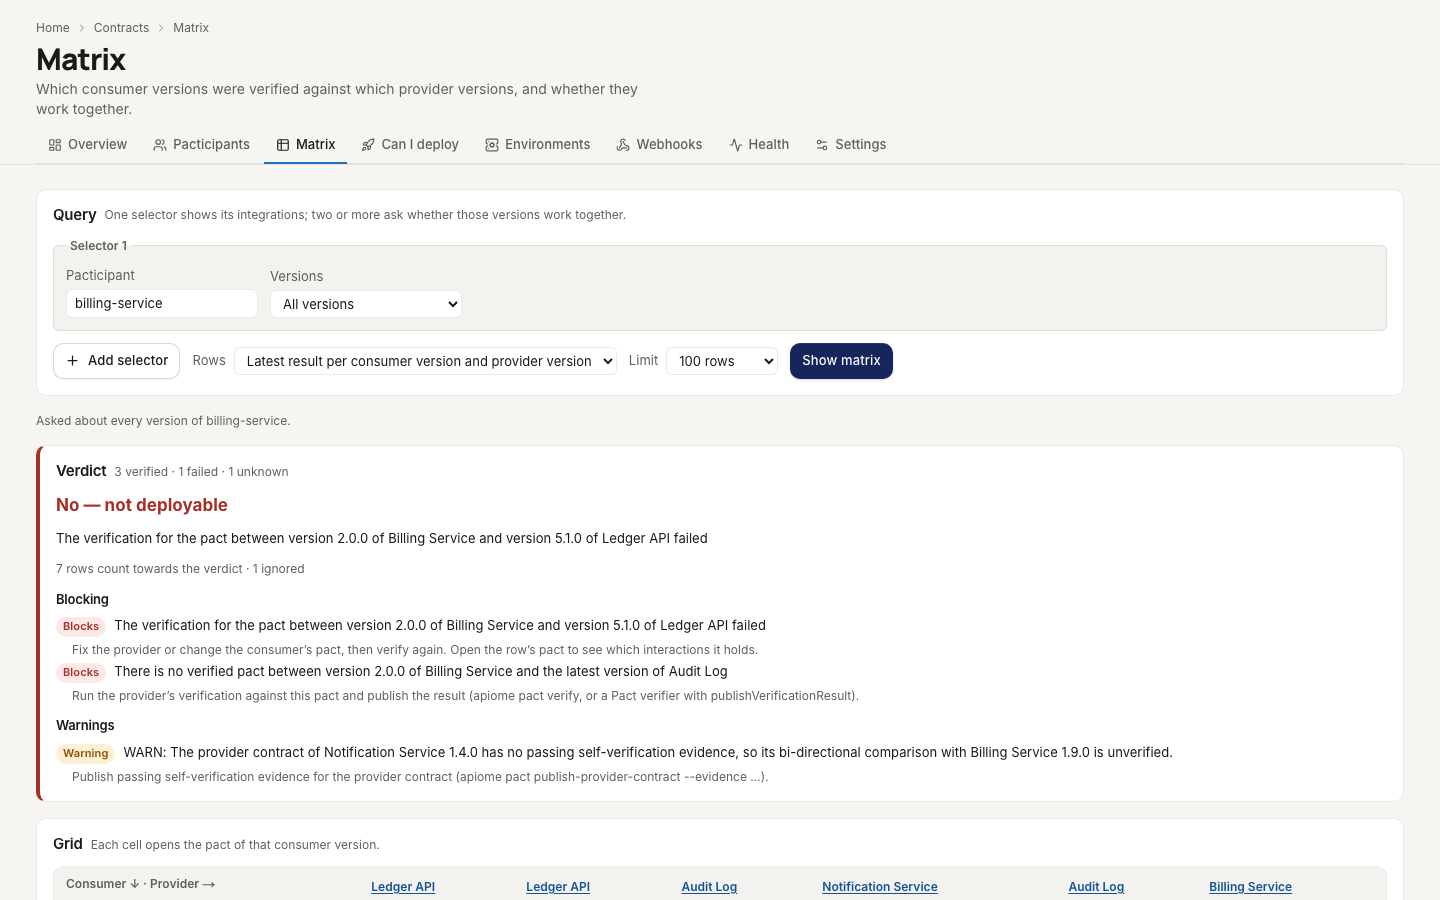 Home > Contracts > Matrix
Matrix
Which consumer versions were verified against which provider versions, and whether they
work together.
Overview Pacticipants Matrix Can I deploy Environments Webhooks Health Settings
Query One selector shows its integrations; two or more ask whether those versions work together.
Selector 1
Pacticipant Versions
billing-service All versions
+ Add selector Rows Latest result per consumer version and provider version Limit 100 rows Show matrix
Asked about every version of billing-service.
Verdict 3 verified · 1 failed · 1 unknown
No — not deployable
The verification for the pact between version 2.0.0 of Billing Service and version 5.1.0 of Ledger API failed
7 rows count towards the verdict · 1 ignored
Blocking
Blocks The verification for the pact between version 2.0.0 of Billing Service and version 5.1.0 of Ledger API failed
Fix the provider or change the consumer’s pact, then verify again. Open the row’s pact to see which interactions it holds.
Blocks There is no verified pact between version 2.0.0 of Billing Service and the latest version of Audit Log
Run the provider’s verification against this pact and publish the result (apiome pact verify, or a Pact verifier with publishVerificationResult).
Warnings
Warning WARN: The provider contract of Notification Service 1.4.0 has no passing self-verification evidence, so its bi-directional comparison with Billing Service 1.9.0 is unverified.
Publish passing self-verification evidence for the provider contract (apiome pact publish-provider-contract --evidence …).
Grid Each cell opens the pact of that consumer version.
Consumer ↓ · Provider → Ledger API Ledger API Audit Log Notification Service Audit Log Billing Service